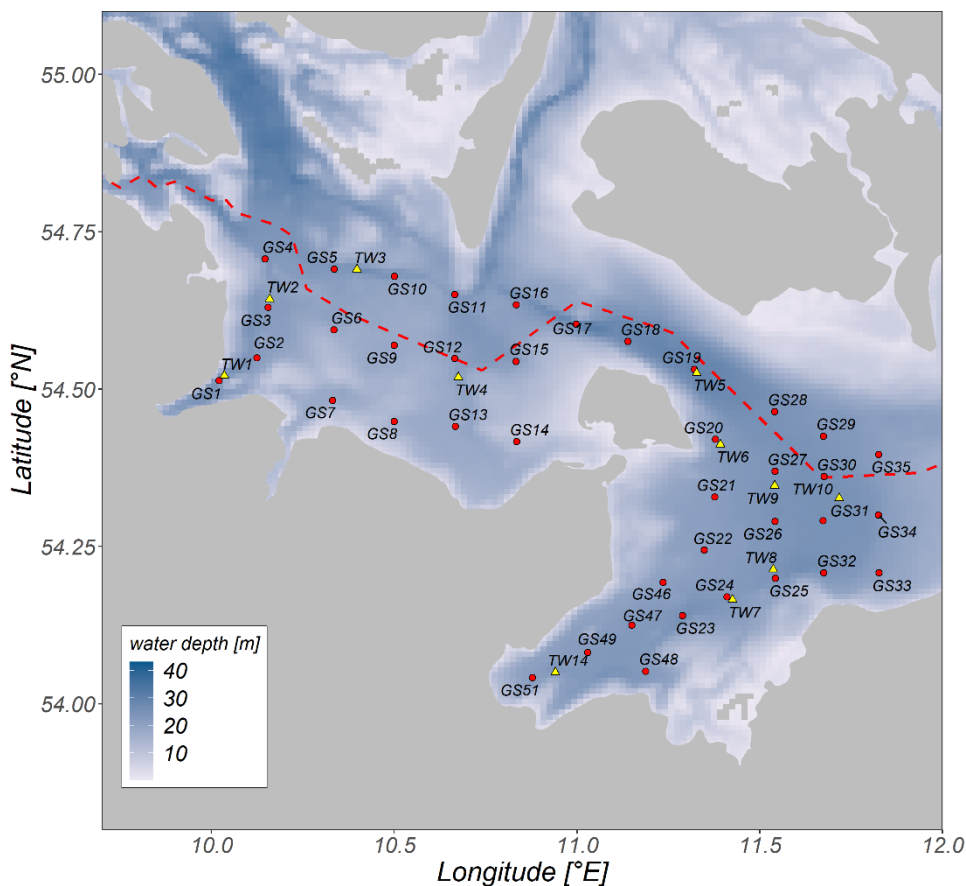 55.00
54.75
54.50
54.25
54.00
Latitude [°N]
GS4
GS5
TW3
TW2
GS10
GS11
GS16
GS3
GS6
GS17
GS18
GS2
GS9
GS12
GS15
GS19
TW1
TW4
TW5
GS1
GS28
GS7
GS8
GS13
GS14
GS20
GS29
TW6
GS27
GS30
GS35
GS21
TW9
TW10
GS31
GS22
GS26
GS34
TW8
GS32
GS46
GS24
GS25
GS33
TW7
GS47
GS23
GS49
TW14
GS48
GS51
water depth [m]
40
30
20
10
10.0
10.5
11.0
11.5
12.0
Longitude [°E]